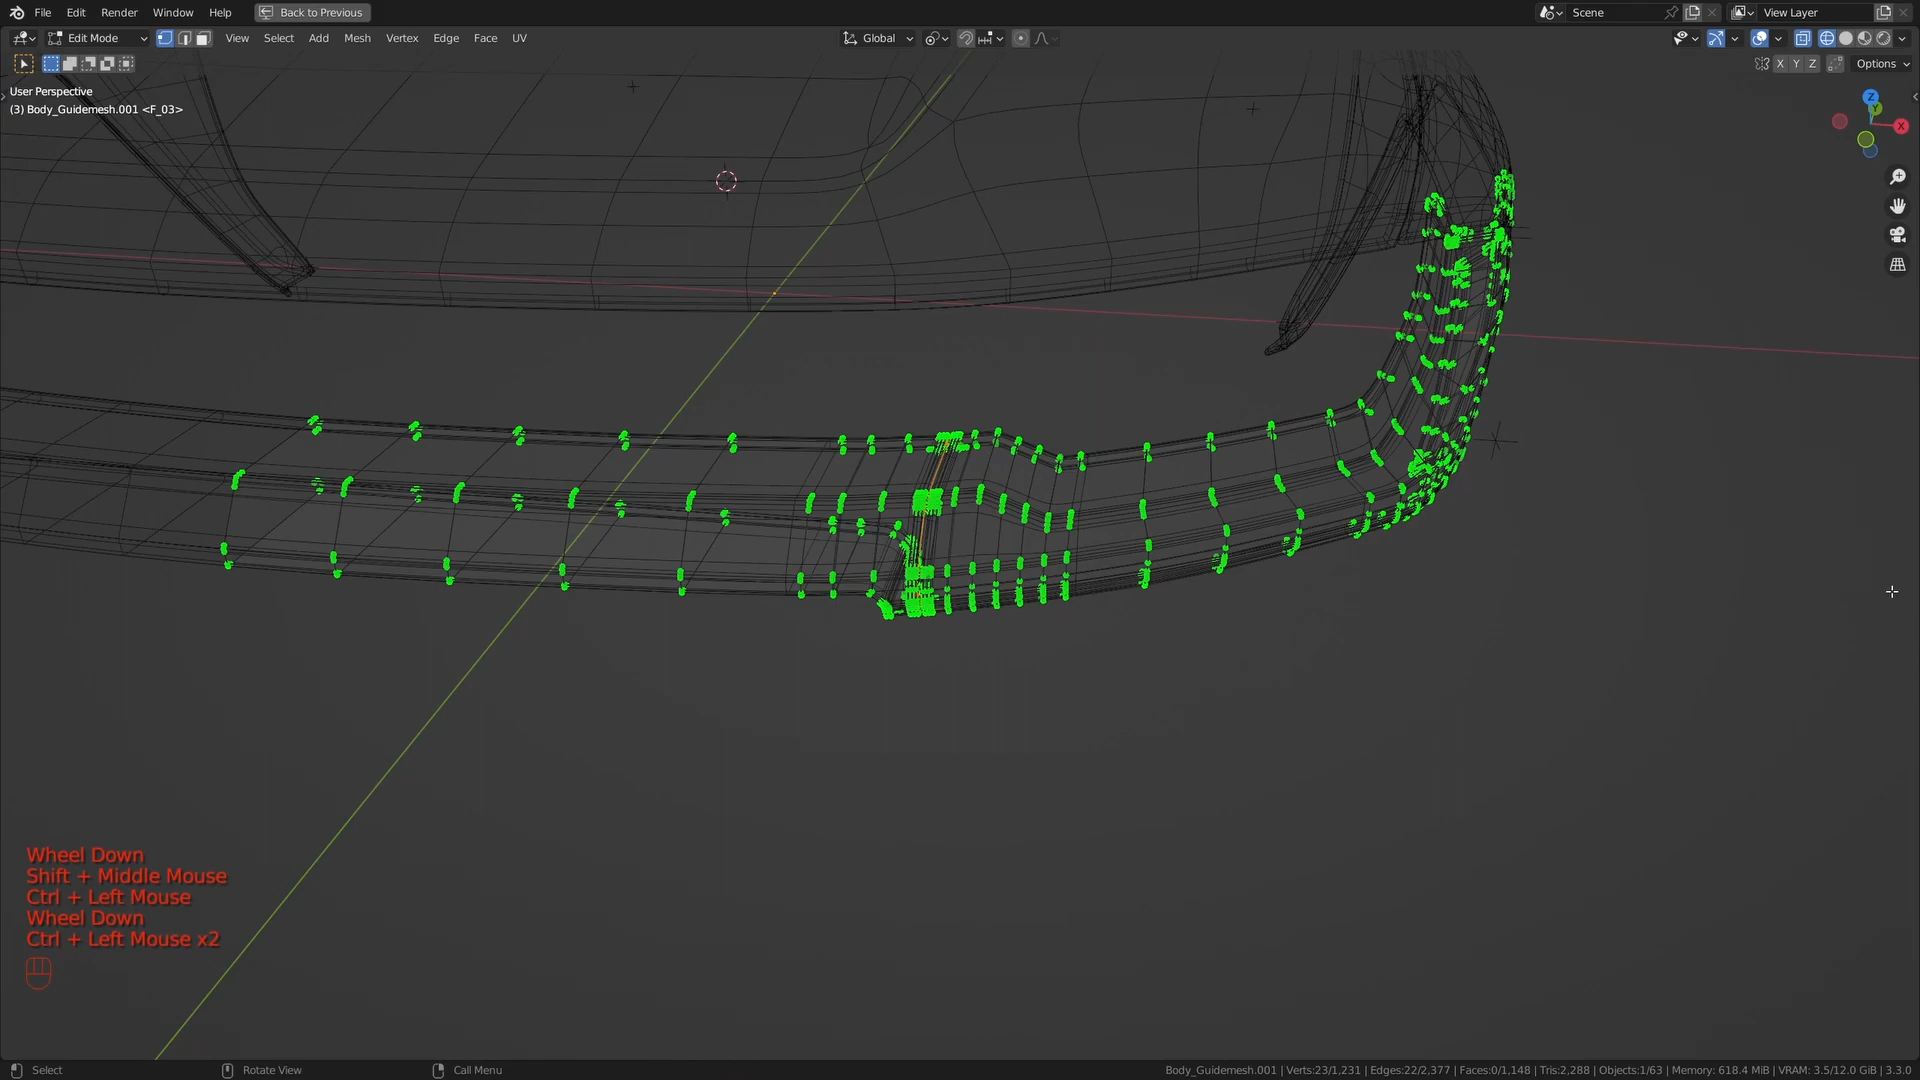 File Edit Render Window Help Back to Previous Scene View Layer
Edit Mode View Select Add Mesh Vertex Edge Face UV Global
X Y Z Options
User Perspective
(3) Body_Guidemesh.001 <F_03>
Z
Y
X
Wheel Down
Shift + Middle Mouse
Ctrl + Left Mouse
Wheel Down
Ctrl + Left Mouse x2
Select Rotate View Call Menu Body_Guidemesh.001 | Verts:23/1,231 | Edges:22/2,377 | Faces:0/1,148 | Tris:2,288 | Objects:1/63 | Memory: 618.4 MiB | VRAM: 3.5/12.0 GiB | 3.3.0